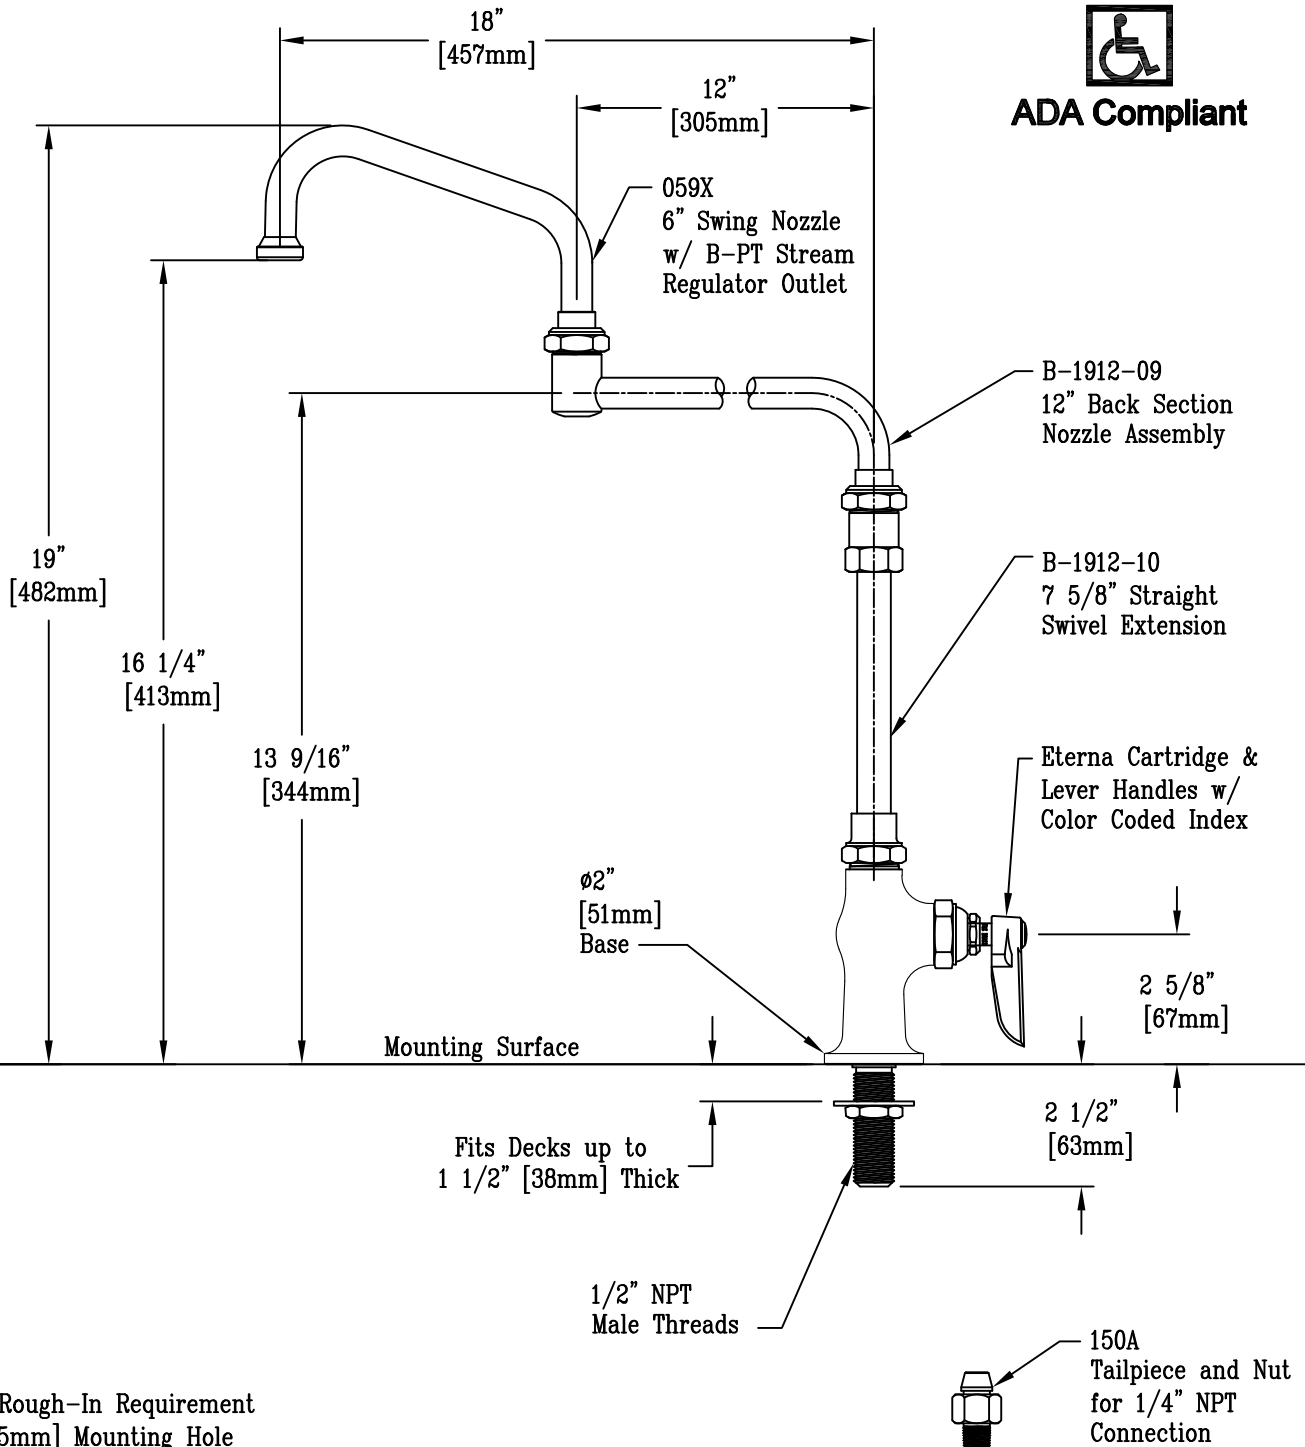 18"
[457mm]
12"
[305mm]
ADA Compliant
059X
6" Swing Nozzle
w/ B-PT Stream
Regulator Outlet
B-1912-09
12" Back Section
Nozzle Assembly
19"
[482mm]
B-1912-10
7 5/8" Straight
Swivel Extension
16 1/4"
[413mm]
13 9/16"
[344mm]
Eterna Cartridge &
Lever Handles w/
Color Coded Index
ø2"
[51mm]
Base
2 5/8"
[67mm]
Mounting Surface
2 1/2"
[63mm]
Fits Decks up to
1 1/2" [38mm] Thick
1/2" NPT
Male Threads
150A
Tailpiece and Nut
for 1/4" NPT
Connection
Rough-In Requirement
5mm] Mounting Hole